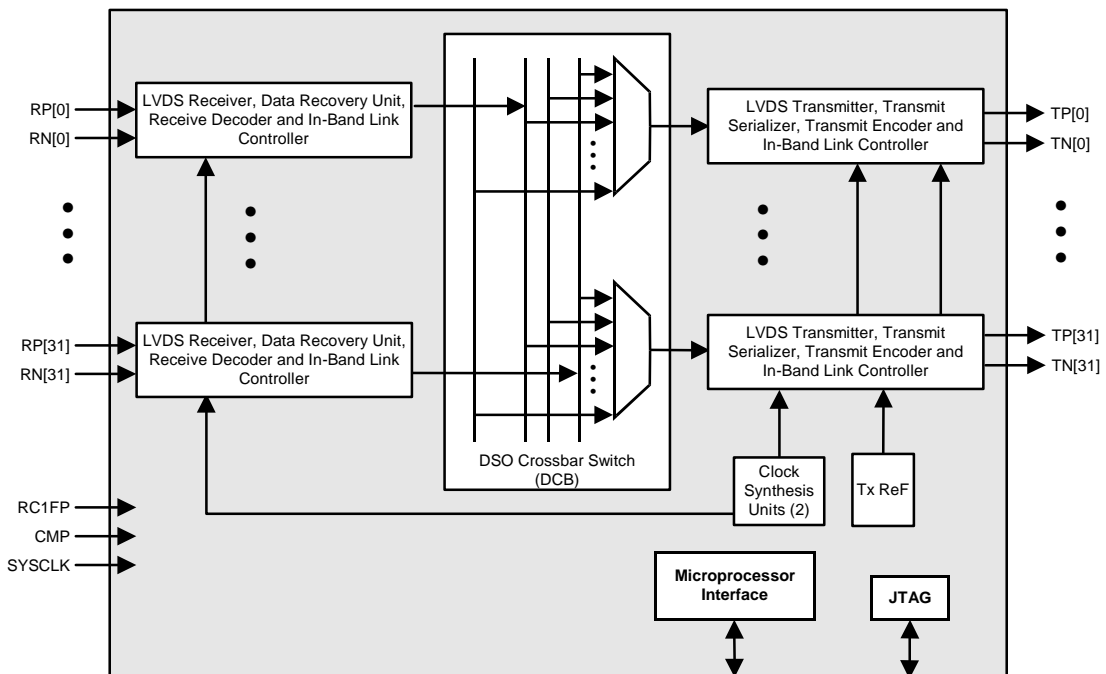 RP[0]
RN[0]
LVDS Receiver, Data Recovery Unit,
Receive Decoder and In-Band Link
Controller
LVDS Transmitter, Transmit
Serializer, Transmit Encoder and
In-Band Link Controller
TP[0]
TN[0]
RP[31]
RN[31]
LVDS Receiver, Data Recovery Unit,
Receive Decoder and In-Band Link
Controller
LVDS Transmitter, Transmit
Serializer, Transmit Encoder and
In-Band Link Controller
TP[31]
TN[31]
DSO Crossbar Switch
(DCB)
Clock
Synthesis
Units (2)
Tx ReF
RC1FP
CMP
SYSCLK
Microprocessor
Interface
JTAG